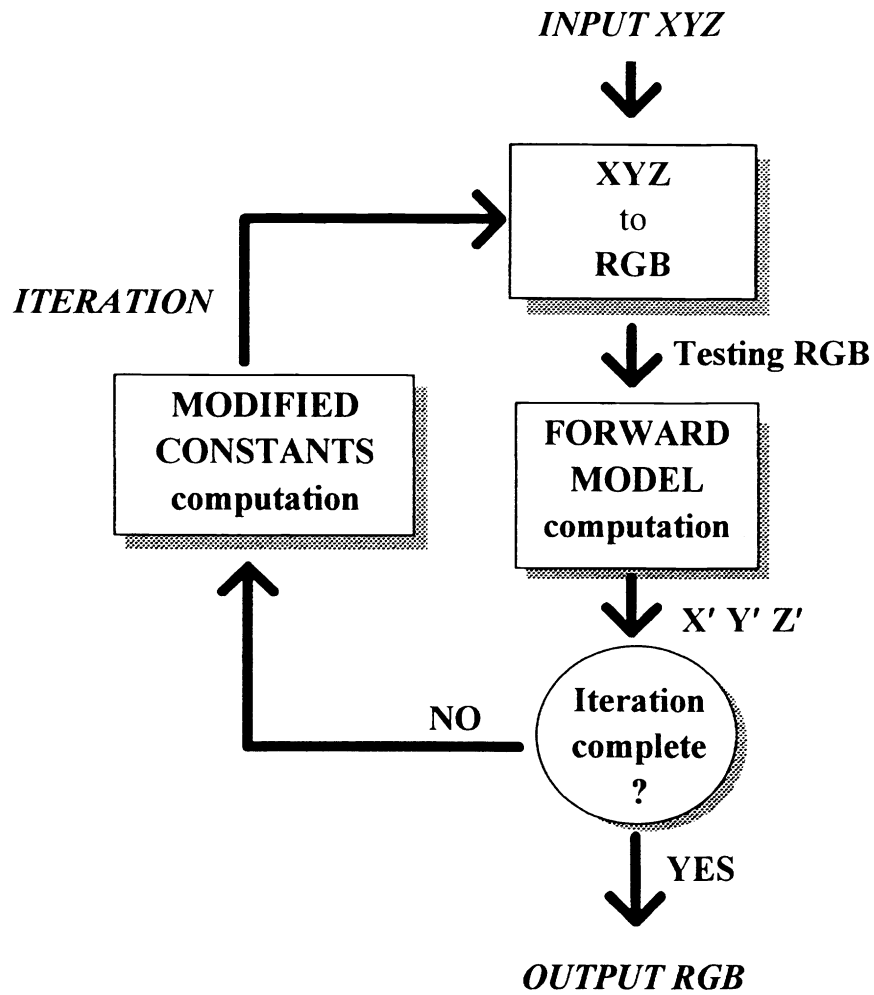 INPUT XYZ
XYZ
to
RGB
ITERATION
Testing RGB
MODIFIED
CONSTANTS
computation
FORWARD
MODEL
computation
X′ Y′ Z′
NO
Iteration
complete
?
YES
OUTPUT RGB